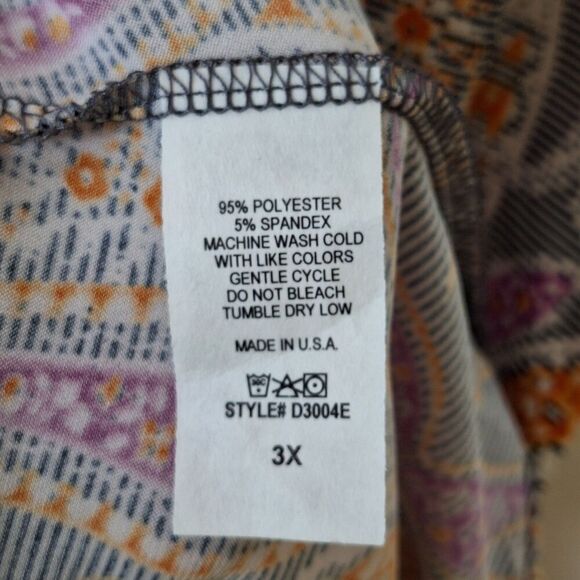 95% POLYESTER
5% SPANDEX
MACHINE WASH COLD
WITH LIKE COLORS
GENTLE CYCLE
DO NOT BLEACH
TUMBLE DRY LOW
MADE IN U.S.A.
STYLE# D3004E
3X